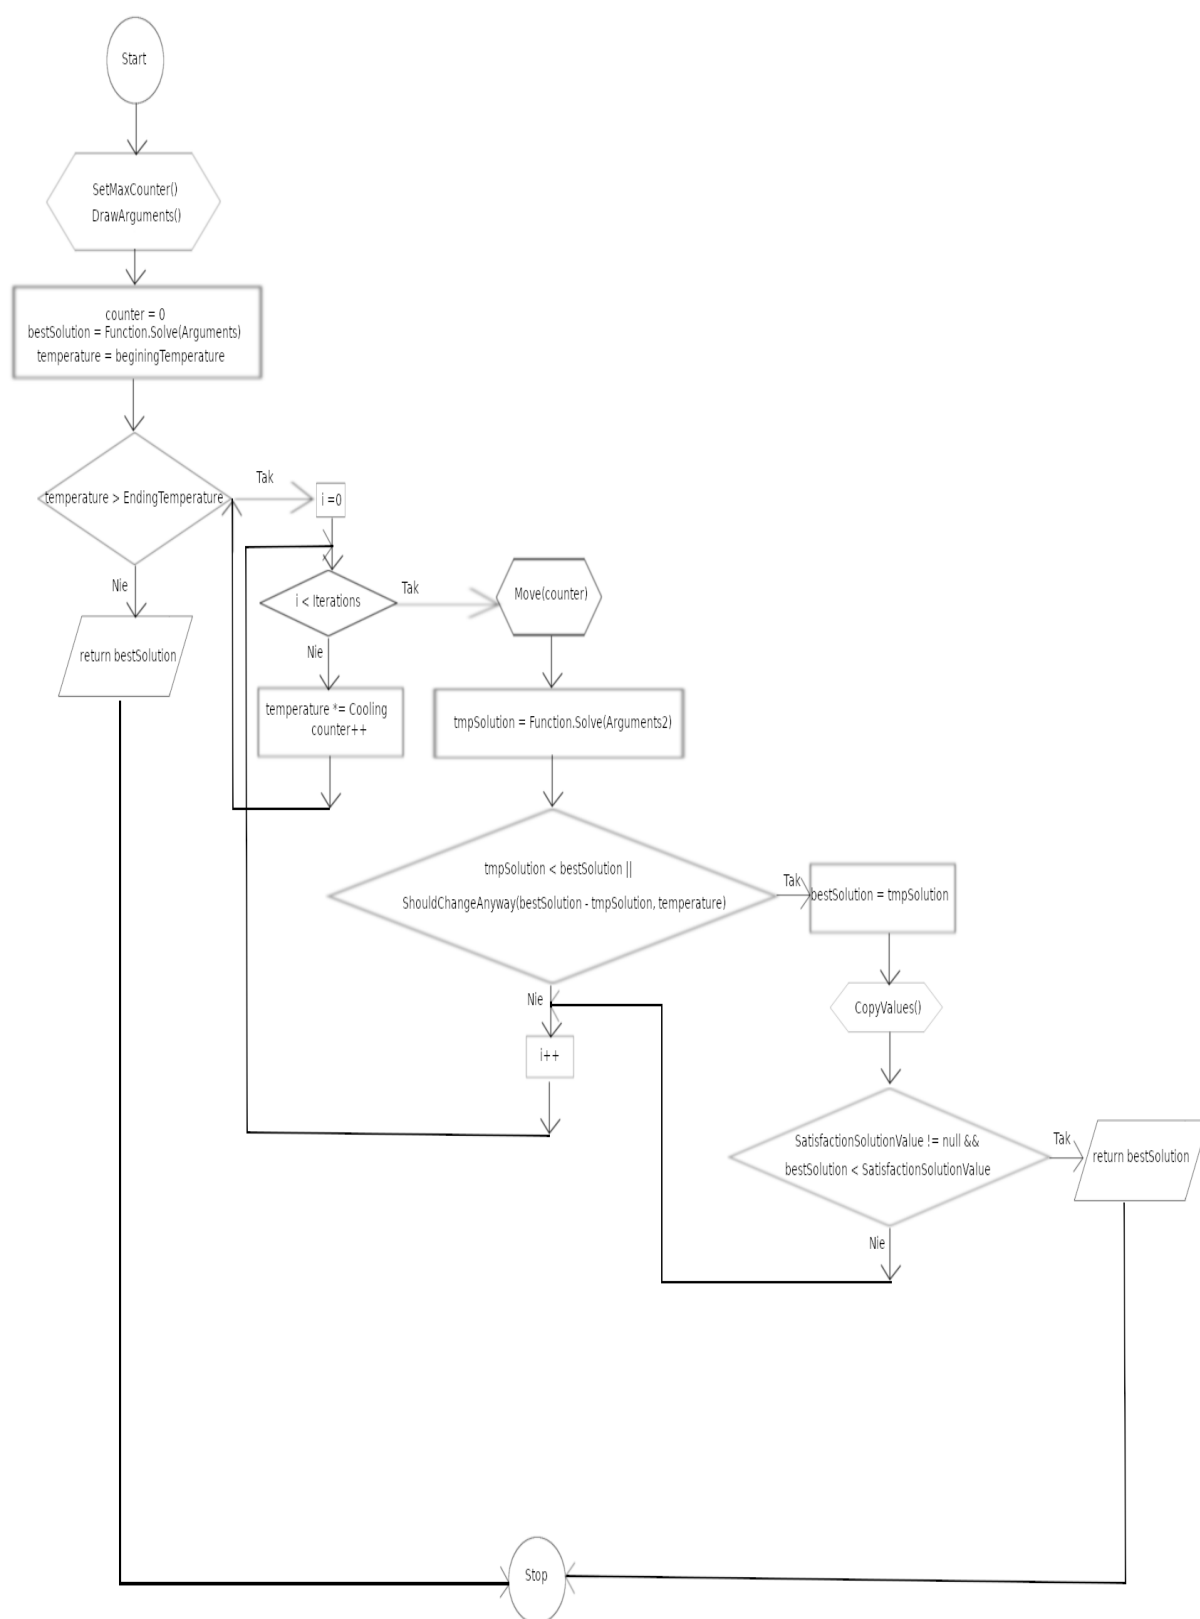 Start
SetMaxCounter()
DrawArguments()
counter = 0
bestSolution = Function.Solve(Arguments)
temperature = beginingTemperature
temperature > EndingTemperature
Tak
i =0
Nie
return bestSolution
i < Iterations
Tak
Move(counter)
Nie
temperature *= Cooling
counter++
tmpSolution = Function.Solve(Arguments2)
tmpSolution < bestSolution ||
ShouldChangeAnyway(bestSolution - tmpSolution, temperature)
Tak
bestSolution = tmpSolution
Nie
i++
CopyValues()
SatisfactionSolutionValue != null &&
bestSolution < SatisfactionSolutionValue
Tak
return bestSolution
Nie
Stop